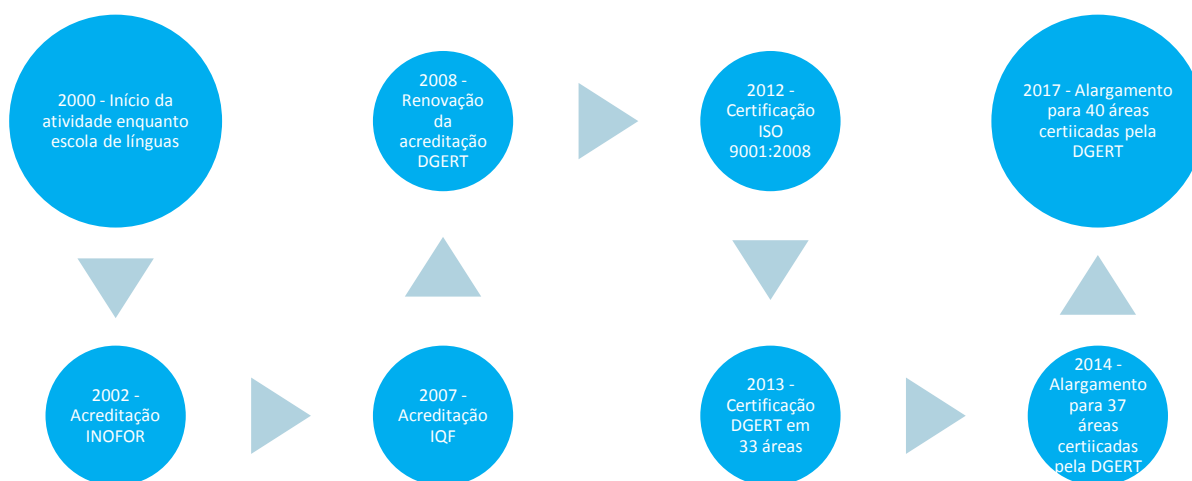 2000 - Início da
atividade enquanto
escola de línguas
2002 -
Acreditação
INOFOR
2007 -
Acreditação
IQF
2008 -
Renovação
da
acreditação
DGERT
2012 -
Certificação
ISO
9001:2008
2013 -
Certificação
DGERT em
33 áreas
2014 -
Alargamento
para 37
áreas
certiicadas
pela DGERT
2017 - Alargamento
para 40 áreas
certiicadas pela
DGERT